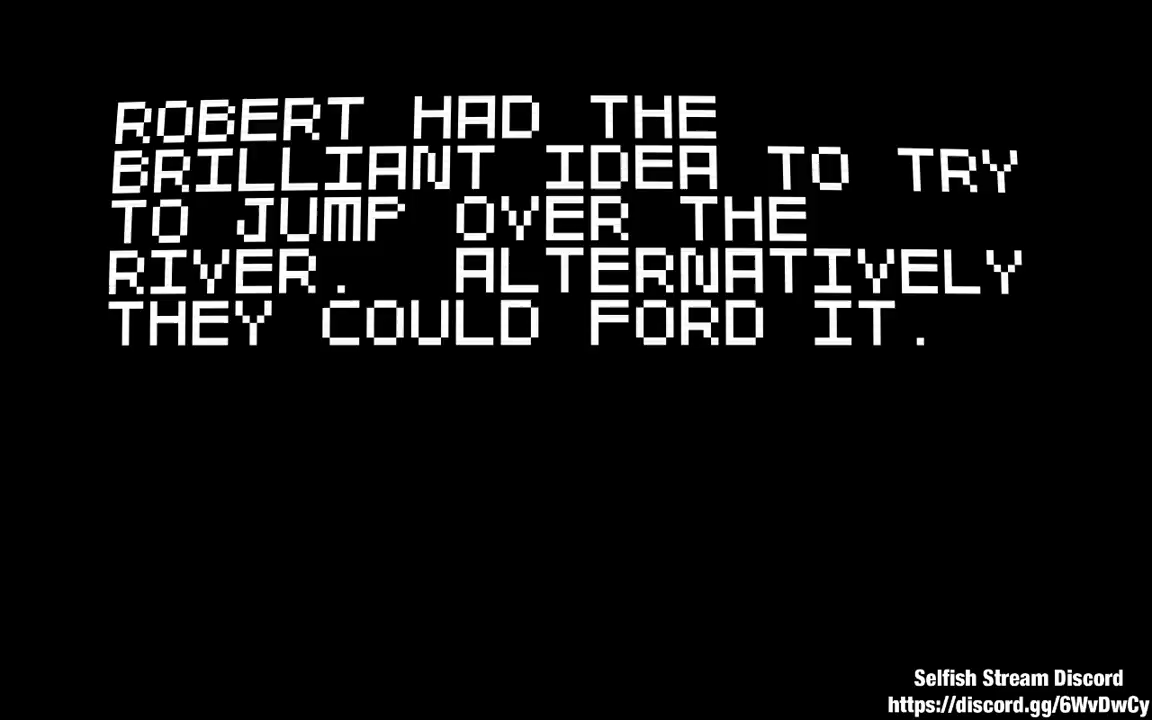 ROBERT HAD THE
BRILLIANT IDEA TO TRY
TO JUMP OVER THE
RIVER. ALTERNATIVELY
THEY COULD FORD IT.
Selfish Stream Discord
https://discord.gg/6WvDwCy